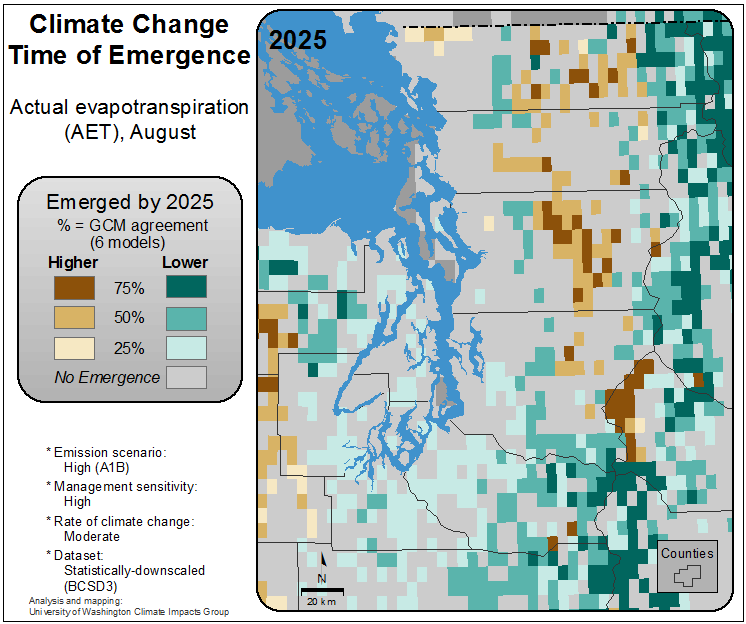 Climate Change
Time of Emergence
Actual evapotranspiration
(AET), August
Emerged by 2025
% = GCM agreement
(6 models)
Higher Lower
75%
50%
25%
No Emergence
* Emission scenario:
High (A1B)
* Management sensitivity:
High
* Rate of climate change:
Moderate
* Dataset:
Statistically-downscaled
(BCSD3)
Analysis and mapping:
University of Washington Climate Impacts Group
2025
N
20 km
Counties